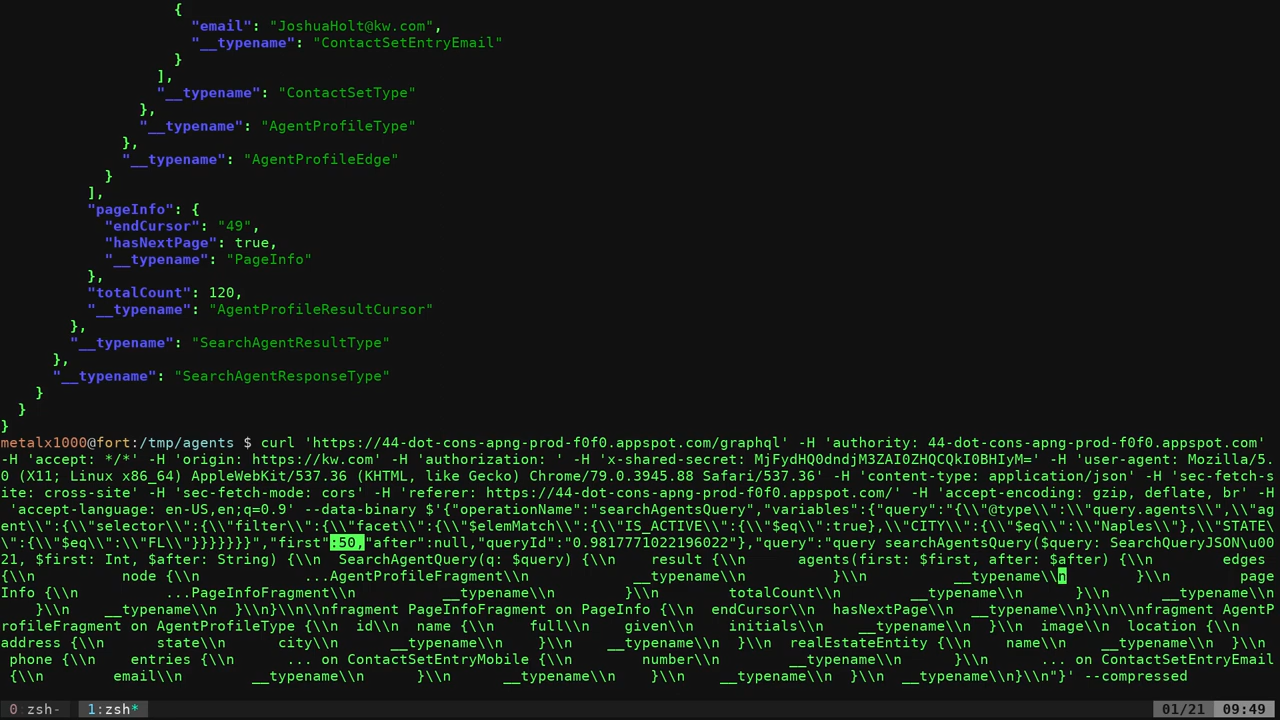 {
"email": "JoshuaHolt@kw.com",
"__typename": "ContactSetEntryEmail"
}
],
"__typename": "ContactSetType"
},
"__typename": "AgentProfileType"
},
"__typename": "AgentProfileEdge"
}
],
"pageInfo": {
"endCursor": "49",
"hasNextPage": true,
"__typename": "PageInfo"
},
"totalCount": 120,
"__typename": "AgentProfileResultCursor"
},
"__typename": "SearchAgentResultType"
},
"__typename": "SearchAgentResponseType"
}
}
}
metalx1000@fort:/tmp/agents $ curl 'https://44-dot-cons-apng-prod-f0f0.appspot.com/graphql' -H 'authority: 44-dot-cons-apng-prod-f0f0.appspot.com'
-H 'accept: */*' -H 'origin: https://kw.com' -H 'authorization: ' -H 'x-shared-secret: MjFydHQ0dndjM3ZAI0ZHQCQkI0BHIyM=' -H 'user-agent: Mozilla/5.
0 (X11; Linux x86_64) AppleWebKit/537.36 (KHTML, like Gecko) Chrome/79.0.3945.88 Safari/537.36' -H 'content-type: application/json' -H 'sec-fetch-s
ite: cross-site' -H 'sec-fetch-mode: cors' -H 'referer: https://44-dot-cons-apng-prod-f0f0.appspot.com/' -H 'accept-encoding: gzip, deflate, br' -H
'accept-language: en-US,en;q=0.9' --data-binary $'{"operationName":"searchAgentsQuery","variables":{"query":"{\\"@type\\":\\"query.agents\\",\\"ag
ent\\":{\\"selector\\":{\\"filter\\":{\\"facet\\":{\\"$elemMatch\\":{\\"IS_ACTIVE\\":{\\"$eq\\":true},\\"CITY\\":{\\"$eq\\":\\"Naples\\"},\\"STATE\
\":{\\"$eq\\":\\"FL\\"}}}}}}}","first":50,"after":null,"queryId":"0.9817771022196022"},"query":"query searchAgentsQuery($query: SearchQueryJSON\u00
21, $first: Int, $after: String) {\\n  SearchAgentQuery(q: $query) {\\n    result {\\n      agents(first: $first, after: $after) {\\n        edges
{\\n          node {\\n            ...AgentProfileFragment\\n            __typename\\n          }\\n          __typename\\n        }\\n        page
Info {\\n          ...PageInfoFragment\\n          __typename\\n        }\\n        totalCount\\n        __typename\\n      }\\n      __typename\\n
}\\n    __typename\\n  }\\n}\\n\\nfragment PageInfoFragment on PageInfo {\\n  endCursor\\n  hasNextPage\\n  __typename\\n}\\n\\nfragment AgentP
rofileFragment on AgentProfileType {\\n  id\\n  name {\\n    full\\n    given\\n    initials\\n    __typename\\n  }\\n  image\\n  location {\\n
address {\\n      state\\n      city\\n      __typename\\n    }\\n    __typename\\n  }\\n  realEstateEntity {\\n    name\\n    __typename\\n  }\\n
phone {\\n    entries {\\n      ... on ContactSetEntryMobile {\\n        number\\n        __typename\\n      }\\n      ... on ContactSetEntryEmail
{\\n        email\\n        __typename\\n      }\\n      __typename\\n    }\\n    __typename\\n  }\\n  __typename\\n}\\n"}' --compressed
0 zsh- 1:zsh* 01/21 09:49